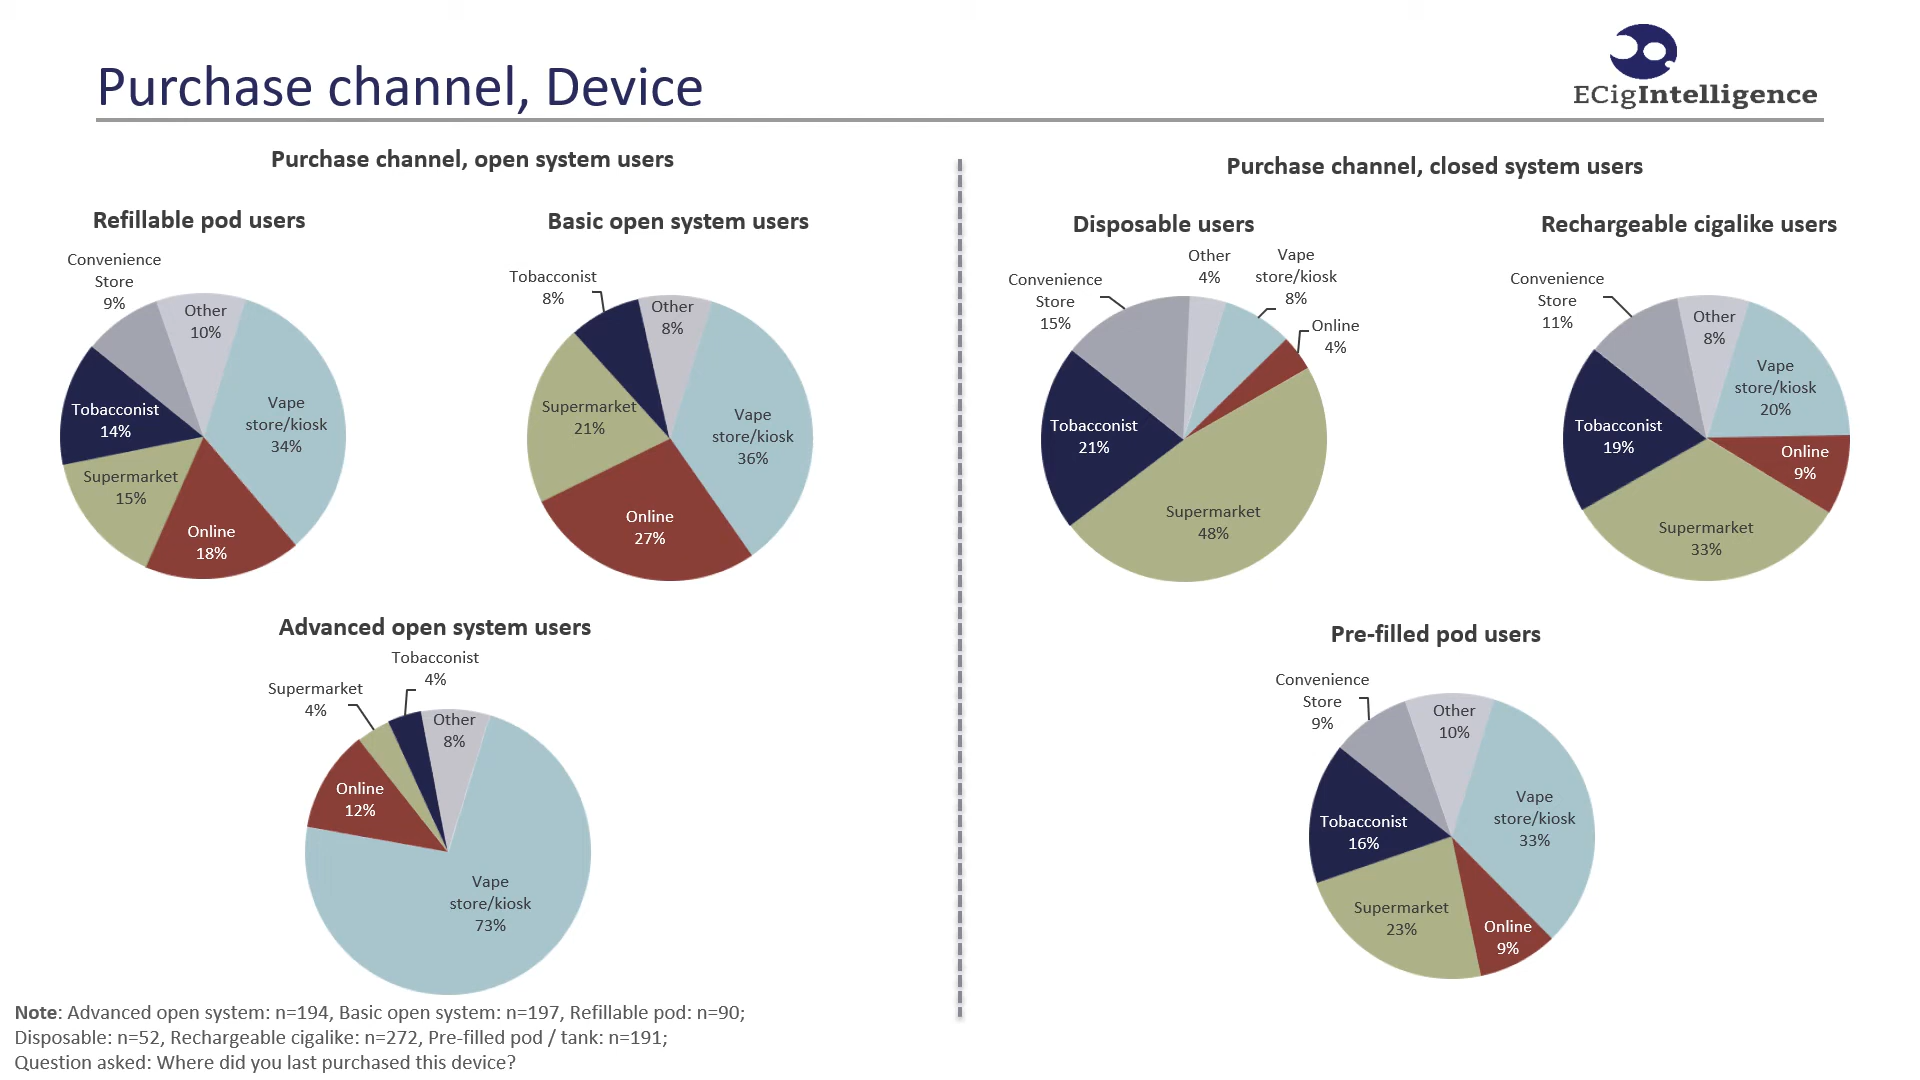 Purchase channel, Device
ECigIntelligence
Purchase channel, open system users
Refillable pod users
Convenience
Store
9%
Other
10%
Vape
store/kiosk
34%
Tobacconist
14%
Supermarket
15%
Online
18%
Basic open system users
Tobacconist
8%
Other
8%
Supermarket
21%
Vape
store/kiosk
36%
Online
27%
Advanced open system users
Tobacconist
4%
Supermarket
4%
Other
8%
Online
12%
Vape
store/kiosk
73%
Purchase channel, closed system users
Disposable users
Other
4%
Vape
store/kiosk
8%
Convenience
Store
15%
Online
4%
Tobacconist
21%
Supermarket
48%
Rechargeable cigalike users
Convenience
Store
11%
Other
8%
Vape
store/kiosk
20%
Tobacconist
19%
Online
9%
Supermarket
33%
Pre-filled pod users
Convenience
Store
9%
Other
10%
Vape
store/kiosk
33%
Tobacconist
16%
Supermarket
23%
Online
9%
Note: Advanced open system: n=194, Basic open system: n=197, Refillable pod: n=90;
Disposable: n=52, Rechargeable cigalike: n=272, Pre-filled pod / tank: n=191;
Question asked: Where did you last purchased this device?